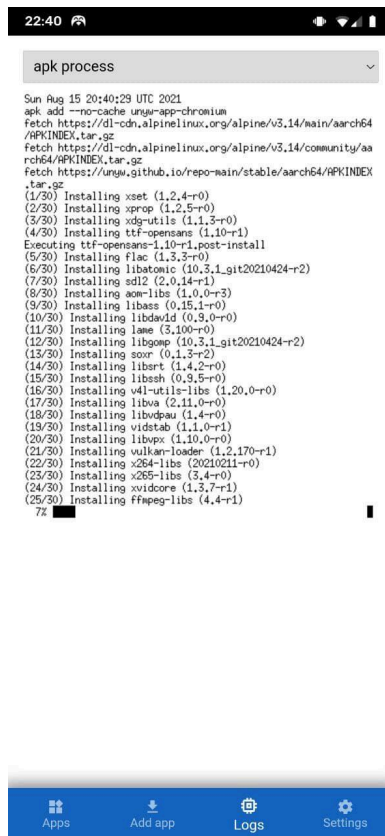 22:40
apk process
Sun Aug 15 20:40:29 UTC 2021
apk add --no-cache unyw-app-chromium
fetch https://dl-cdn.alpinelinux.org/alpine/v3.14/main/aarch64
/APKINDEX.tar.gz
fetch https://dl-cdn.alpinelinux.org/alpine/v3.14/community/aa
rch64/APKINDEX.tar.gz
fetch https://unyw.github.io/repo-main/stable/aarch64/APKINDEX
.tar.gz
(1/30) Installing xset (1.2.4-r0)
(2/30) Installing xprop (1.2.5-r0)
(3/30) Installing xdg-utils (1.1.3-r0)
(4/30) Installing ttf-opensans (1.10-r1)
Executing ttf-opensans-1.10-r1.post-install
(5/30) Installing flac (1.3.3-r0)
(6/30) Installing libatomic (10.3.1_git20210424-r2)
(7/30) Installing sdl2 (2.0.14-r1)
(8/30) Installing aom-libs (1.0.0-r3)
(9/30) Installing libass (0.15.1-r0)
(10/30) Installing libdav1d (0.9.0-r0)
(11/30) Installing lame (3.100-r0)
(12/30) Installing libgomp (10.3.1_git20210424-r2)
(13/30) Installing soxr (0.1.3-r2)
(14/30) Installing libsrt (1.4.2-r0)
(15/30) Installing libssh (0.9.5-r0)
(16/30) Installing v4l-utils-libs (1.20.0-r0)
(17/30) Installing libva (2.11.0-r0)
(18/30) Installing libvdpau (1.4-r0)
(19/30) Installing vidstab (1.1.0-r1)
(20/30) Installing libvpx (1.10.0-r0)
(21/30) Installing vulkan-loader (1.2.170-r1)
(22/30) Installing x264-libs (20210211-r0)
(23/30) Installing x265-libs (3.4-r0)
(24/30) Installing xvidcore (1.3.7-r1)
(25/30) Installing ffmpeg-libs (4.4-r1)
7%
Apps
Add app
Logs
Settings